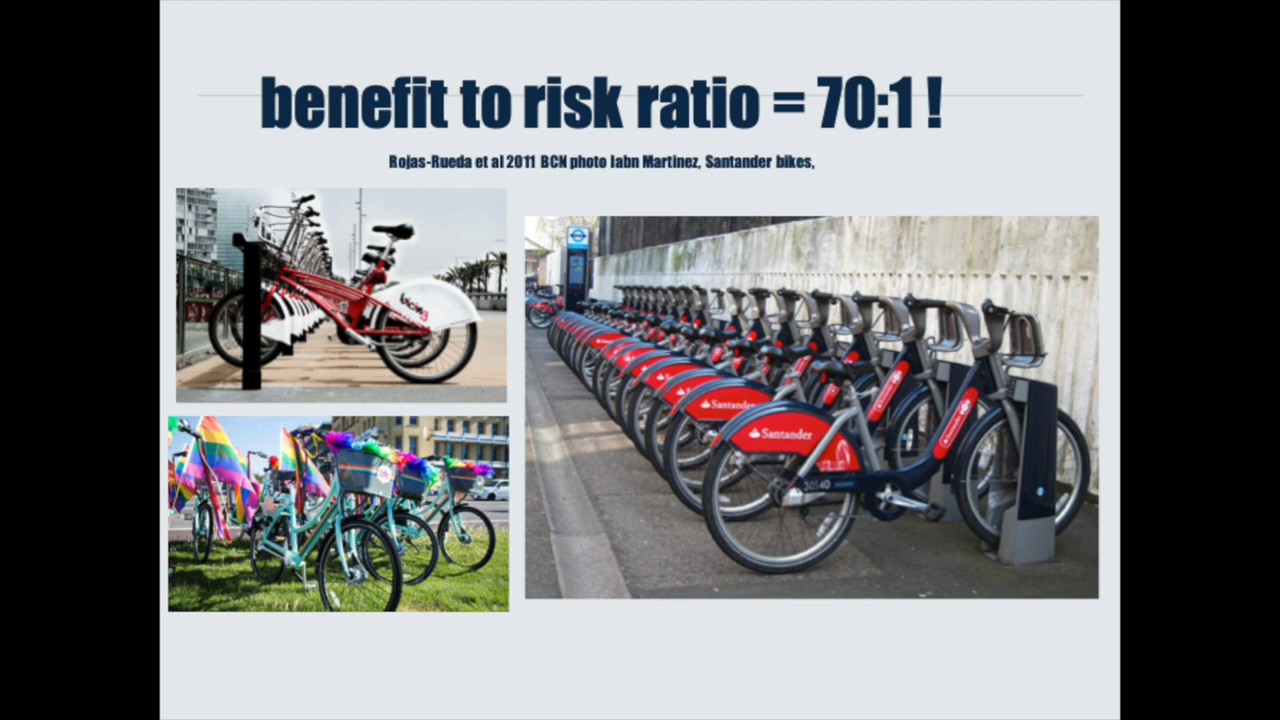 benefit to risk ratio = 70:1 !
Rojas-Rueda et al 2011 BCN photo Iabn Martinez, Santander bikes,
Santander
Santander